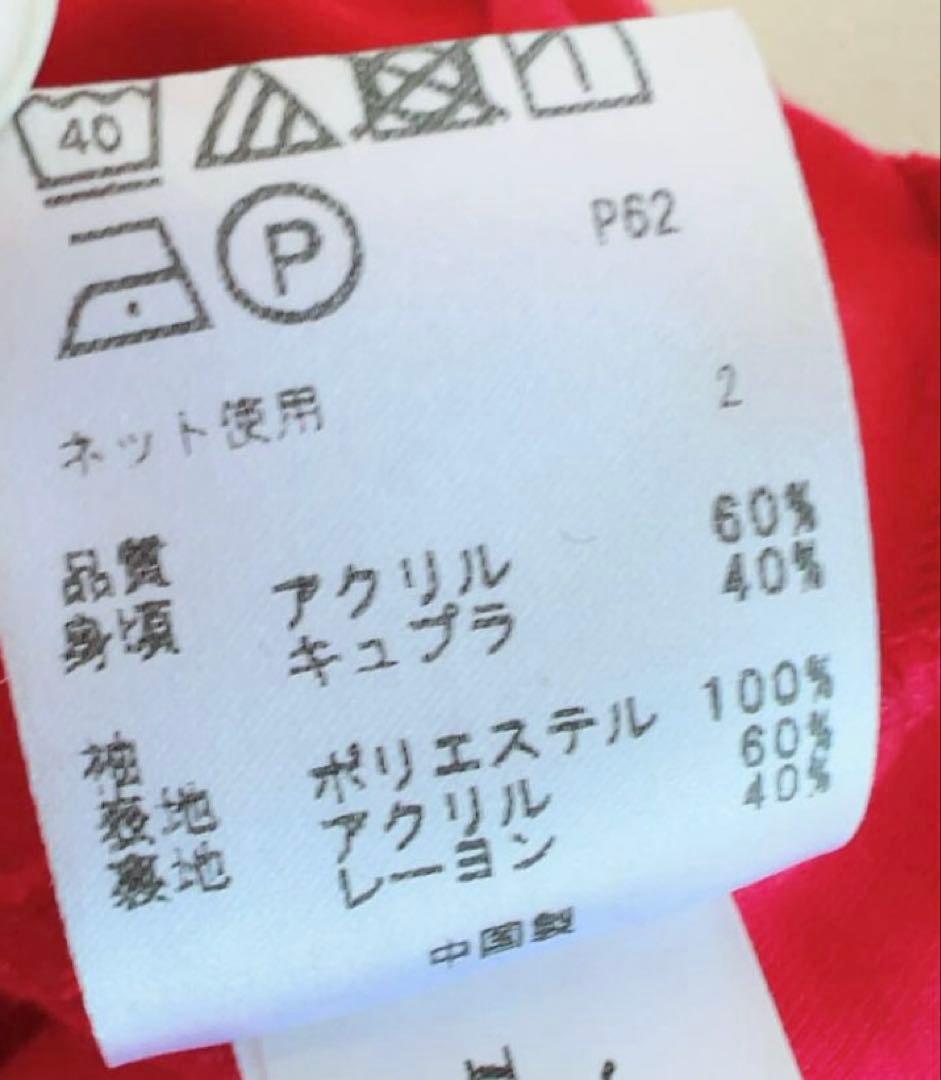 40
P
P62
ネット使用 2
品質 アクリル 60%
身頃 キュプラ 40%
袖 ポリエステル 100%
表地 アクリル 60%
裏地 レーヨン 40%
中国製